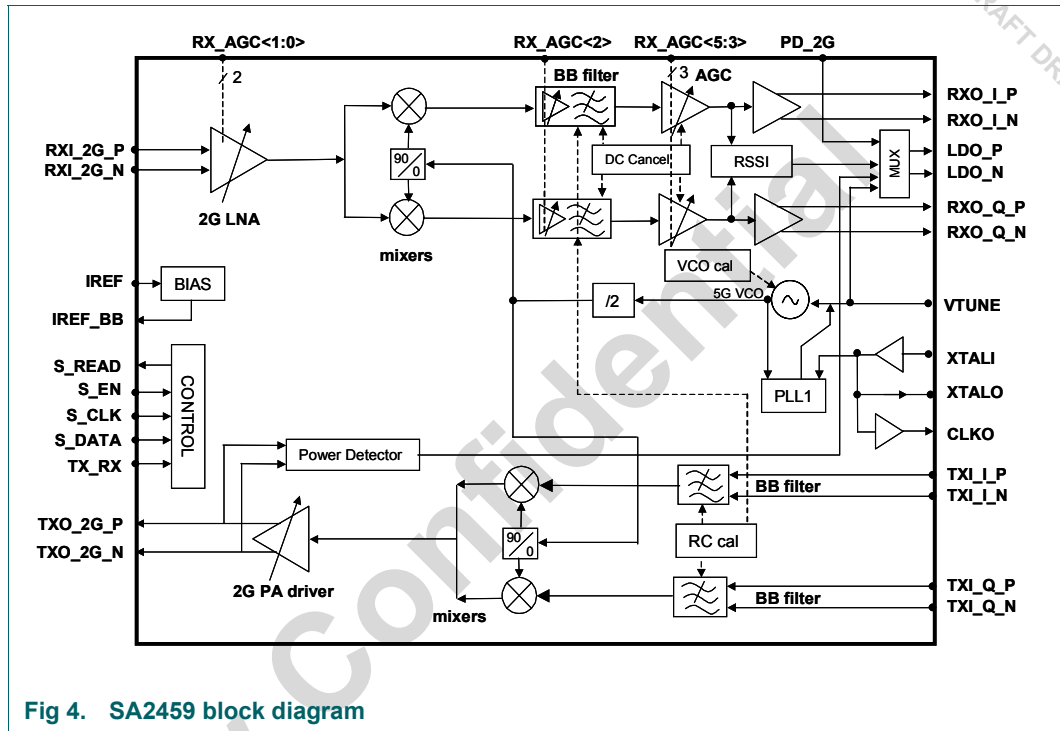 RAFT DR
RX_AGC<1:0>
RX_AGC<2>
RX_AGC<5:3>
PD_2G
2
BB filter
3
AGC
RXO_I_P
RXO_I_N
RXI_2G_P
RXI_2G_N
90
0
DC Cancel
RSSI
MUX
LDO_P
LDO_N
2G LNA
RXO_Q_P
RXO_Q_N
mixers
IREF
BIAS
IREF_BB
VCO cal
5G VCO
/2
VTUNE
XTALI
PLL1
XTALO
CLKO
S_READ
S_EN
S_CLK
S_DATA
TX_RX
CONTROL
Power Detector
TXI_I_P
TXI_I_N
BB filter
TXO_2G_P
TXO_2G_N
90
0
RC cal
2G PA driver
mixers
BB filter
TXI_Q_P
TXI_Q_N
Confidential
Fig 4. SA2459 block diagram